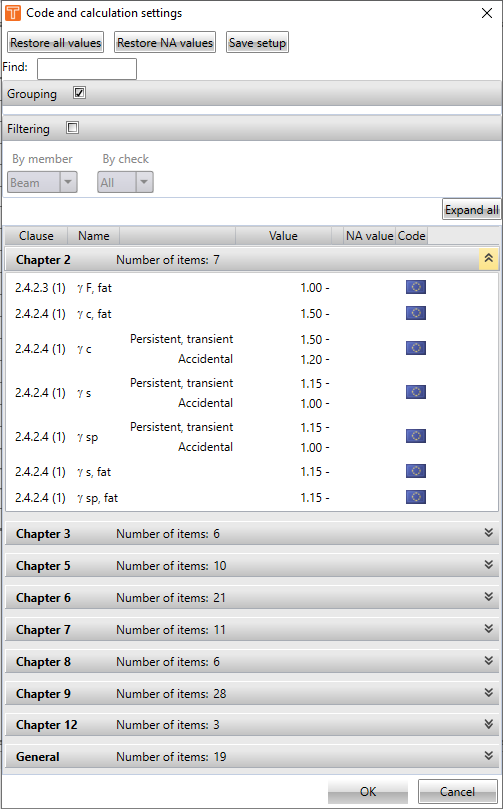 Code and calculation settings
Restore all values Restore NA values Save setup
Find:
Grouping
Filtering
By member By check
Beam All
Expand all
Clause Name Value NA value Code
Chapter 2 Number of items: 7
2.4.2.3 (1) γ F, fat 1.00 -
2.4.2.4 (1) γ c, fat 1.50 -
2.4.2.4 (1) γ c Persistent, transient 1.50 -
Accidental 1.20 -
2.4.2.4 (1) γ s Persistent, transient 1.15 -
Accidental 1.00 -
2.4.2.4 (1) γ sp Persistent, transient 1.15 -
Accidental 1.00 -
2.4.2.4 (1) γ s, fat 1.15 -
2.4.2.4 (1) γ sp, fat 1.15 -
Chapter 3 Number of items: 6
Chapter 5 Number of items: 10
Chapter 6 Number of items: 21
Chapter 7 Number of items: 11
Chapter 8 Number of items: 6
Chapter 9 Number of items: 28
Chapter 12 Number of items: 3
General Number of items: 19
OK Cancel